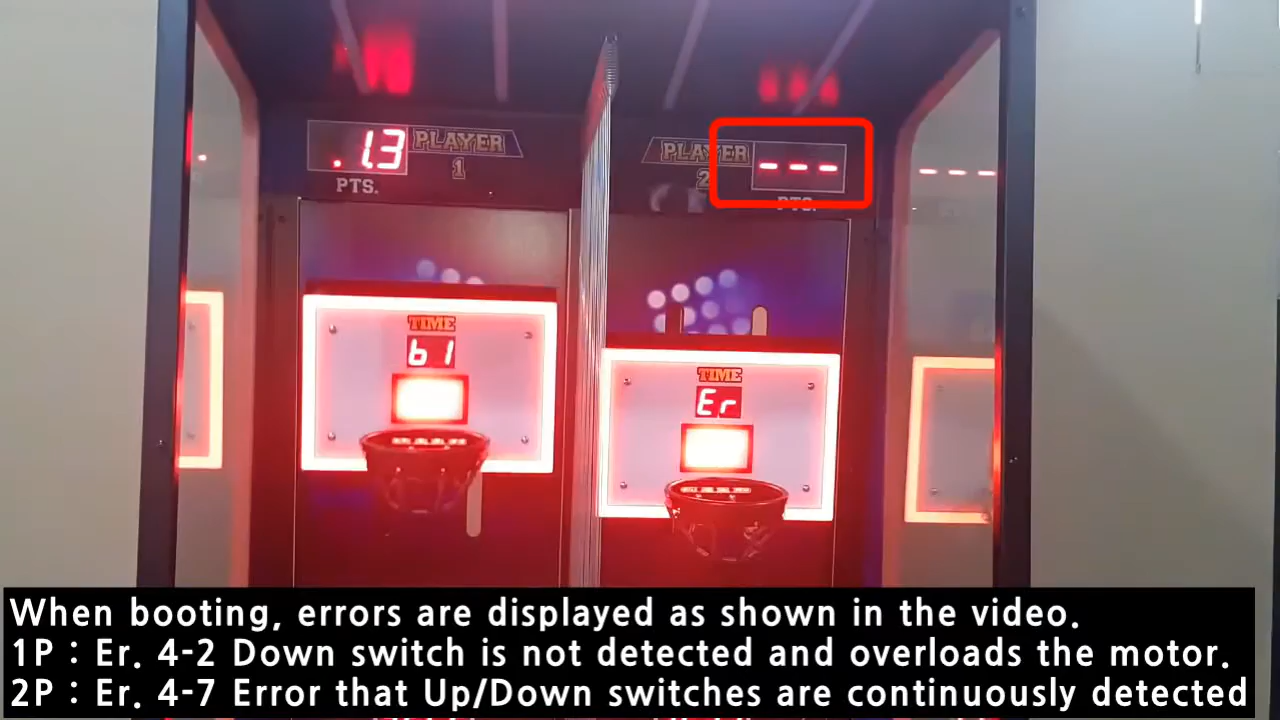 .13 PLAYER 1
PTS.
PLAYER 2 - - -
PTS.
TIME
b1
TIME
Er
When booting, errors are displayed as shown in the video.
1P : Er. 4-2 Down switch is not detected and overloads the motor.
2P : Er. 4-7 Error that Up/Down switches are continuously detected